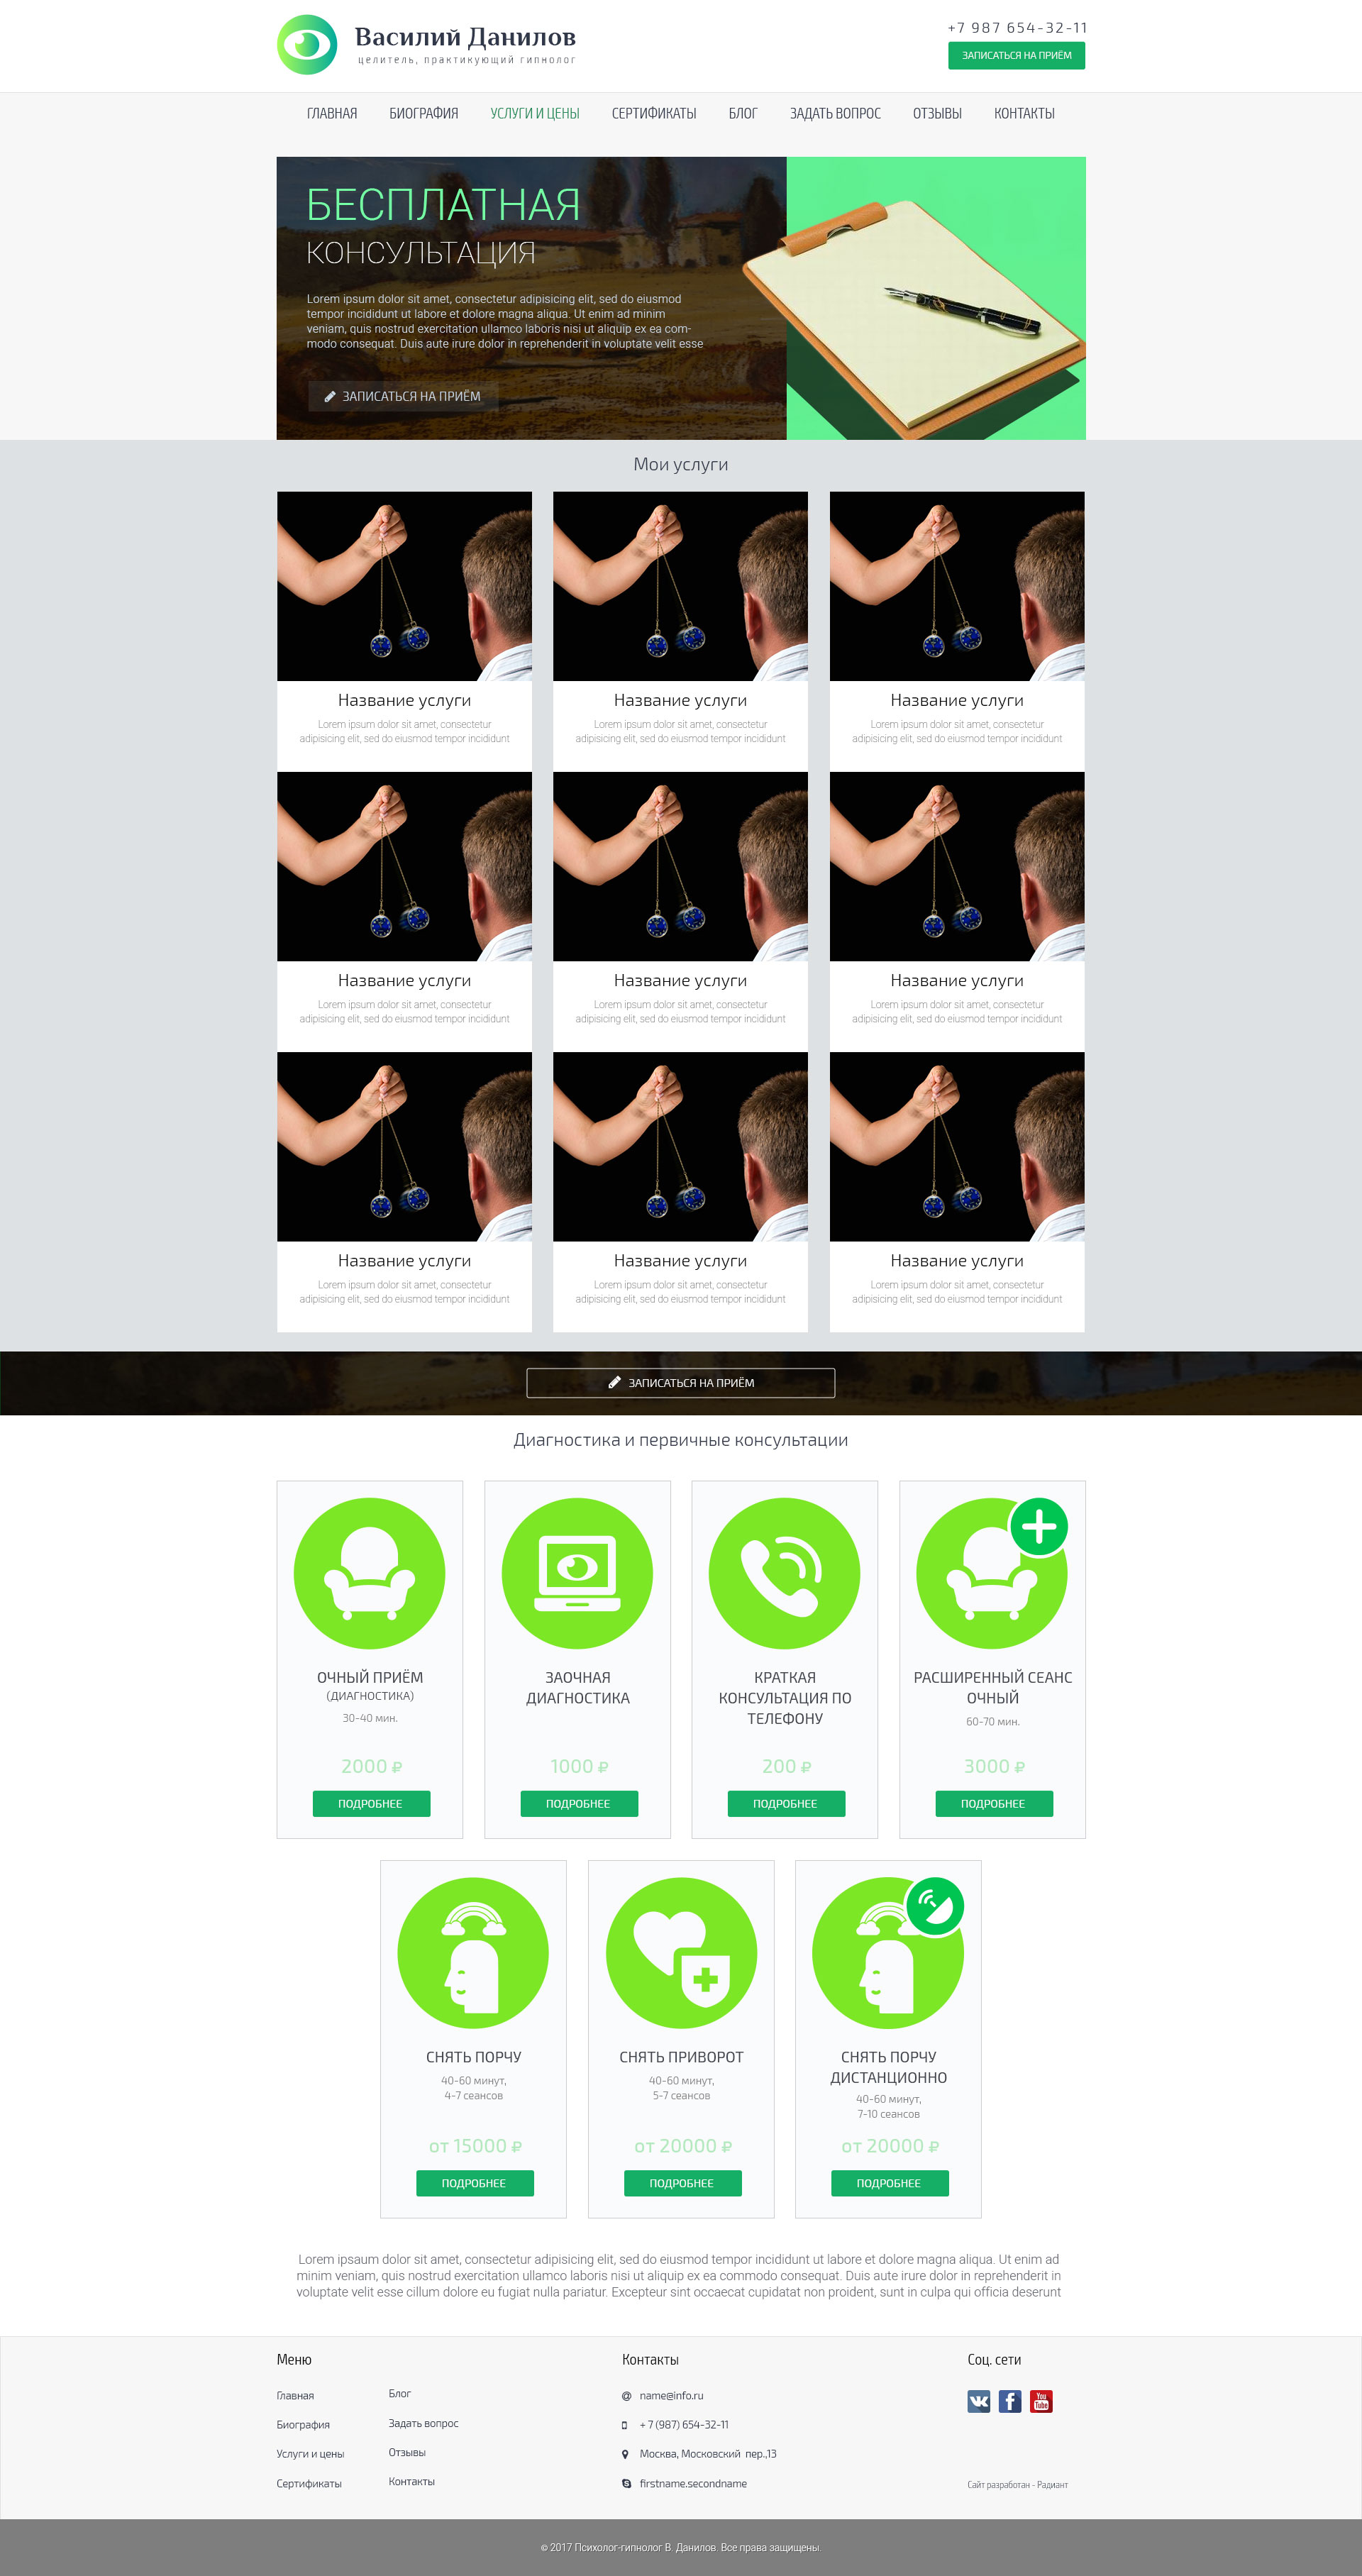 Василий Данилов
целитель, практикующий гипнолог
+7 987 654-32-11
ЗАПИСАТЬСЯ НА ПРИЁМ
ГЛАВНАЯ БИОГРАФИЯ УСЛУГИ И ЦЕНЫ СЕРТИФИКАТЫ БЛОГ ЗАДАТЬ ВОПРОС ОТЗЫВЫ КОНТАКТЫ
БЕСПЛАТНАЯ
КОНСУЛЬТАЦИЯ
Lorem ipsum dolor sit amet, consectetur adipisicing elit, sed do eiusmod
tempor incididunt ut labore et dolore magna aliqua. Ut enim ad minim
veniam, quis nostrud exercitation ullamco laboris nisi ut aliquip ex ea com-
modo consequat. Duis aute irure dolor in reprehenderit in voluptate velit esse
ЗАПИСАТЬСЯ НА ПРИЁМ
Мои услуги
Название услуги
Lorem ipsum dolor sit amet, consectetur
adipisicing elit, sed do eiusmod tempor incididunt
Название услуги
Lorem ipsum dolor sit amet, consectetur
adipisicing elit, sed do eiusmod tempor incididunt
Название услуги
Lorem ipsum dolor sit amet, consectetur
adipisicing elit, sed do eiusmod tempor incididunt
Название услуги
Lorem ipsum dolor sit amet, consectetur
adipisicing elit, sed do eiusmod tempor incididunt
Название услуги
Lorem ipsum dolor sit amet, consectetur
adipisicing elit, sed do eiusmod tempor incididunt
Название услуги
Lorem ipsum dolor sit amet, consectetur
adipisicing elit, sed do eiusmod tempor incididunt
Название услуги
Lorem ipsum dolor sit amet, consectetur
adipisicing elit, sed do eiusmod tempor incididunt
Название услуги
Lorem ipsum dolor sit amet, consectetur
adipisicing elit, sed do eiusmod tempor incididunt
Название услуги
Lorem ipsum dolor sit amet, consectetur
adipisicing elit, sed do eiusmod tempor incididunt
ЗАПИСАТЬСЯ НА ПРИЁМ
Диагностика и первичные консультации
ОЧНЫЙ ПРИЁМ
(ДИАГНОСТИКА)
30-40 мин.
2000 ₽
ПОДРОБНЕЕ
ЗАОЧНАЯ
ДИАГНОСТИКА
1000 ₽
ПОДРОБНЕЕ
КРАТКАЯ
КОНСУЛЬТАЦИЯ ПО
ТЕЛЕФОНУ
200 ₽
ПОДРОБНЕЕ
РАСШИРЕННЫЙ СЕАНС
ОЧНЫЙ
60-70 мин.
3000 ₽
ПОДРОБНЕЕ
СНЯТЬ ПОРЧУ
40-60 минут,
4-7 сеансов
от 15000 ₽
ПОДРОБНЕЕ
СНЯТЬ ПРИВОРОТ
40-60 минут,
5-7 сеансов
от 20000 ₽
ПОДРОБНЕЕ
СНЯТЬ ПОРЧУ
ДИСТАНЦИОННО
40-60 минут,
7-10 сеансов
от 20000 ₽
ПОДРОБНЕЕ
Lorem ipsaum dolor sit amet, consectetur adipisicing elit, sed do eiusmod tempor incididunt ut labore et dolore magna aliqua. Ut enim ad
minim veniam, quis nostrud exercitation ullamco laboris nisi ut aliquip ex ea commodo consequat. Duis aute irure dolor in reprehenderit in
voluptate velit esse cillum dolore eu fugiat nulla pariatur. Excepteur sint occaecat cupidatat non proident, sunt in culpa qui officia deserunt
Меню
Главная
Биография
Услуги и цены
Сертификаты
Блог
Задать вопрос
Отзывы
Контакты
Контакты
name@info.ru
+ 7 (987) 654-32-11
Москва, Московский пер.,13
firstname.secondname
Соц. сети
You
Tube
Сайт разработан - Радиант
© 2017 Психолог-гипнолог В. Данилов. Все права защищены.